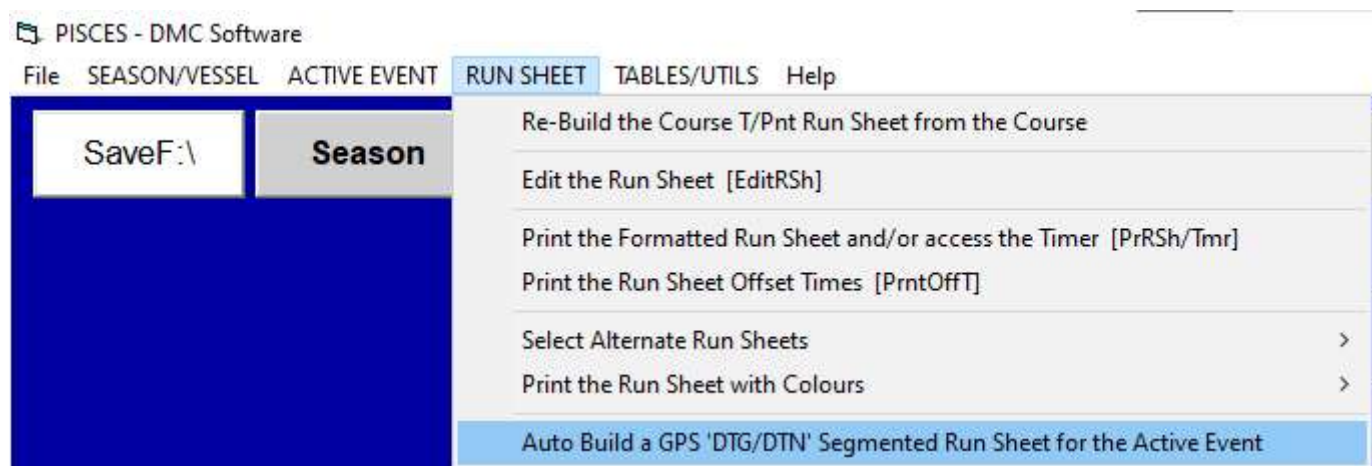 PISCES - DMC Software
File SEASON/VESSEL ACTIVE EVENT RUN SHEET TABLES/UTILS Help
SaveF:\ Season
Re-Build the Course T/Pnt Run Sheet from the Course
Edit the Run Sheet [EditRSh]
Print the Formatted Run Sheet and/or access the Timer [PrRSh/Tmr]
Print the Run Sheet Offset Times [PrntOffT]
Select Alternate Run Sheets >
Print the Run Sheet with Colours >
Auto Build a GPS 'DTG/DTN' Segmented Run Sheet for the Active Event